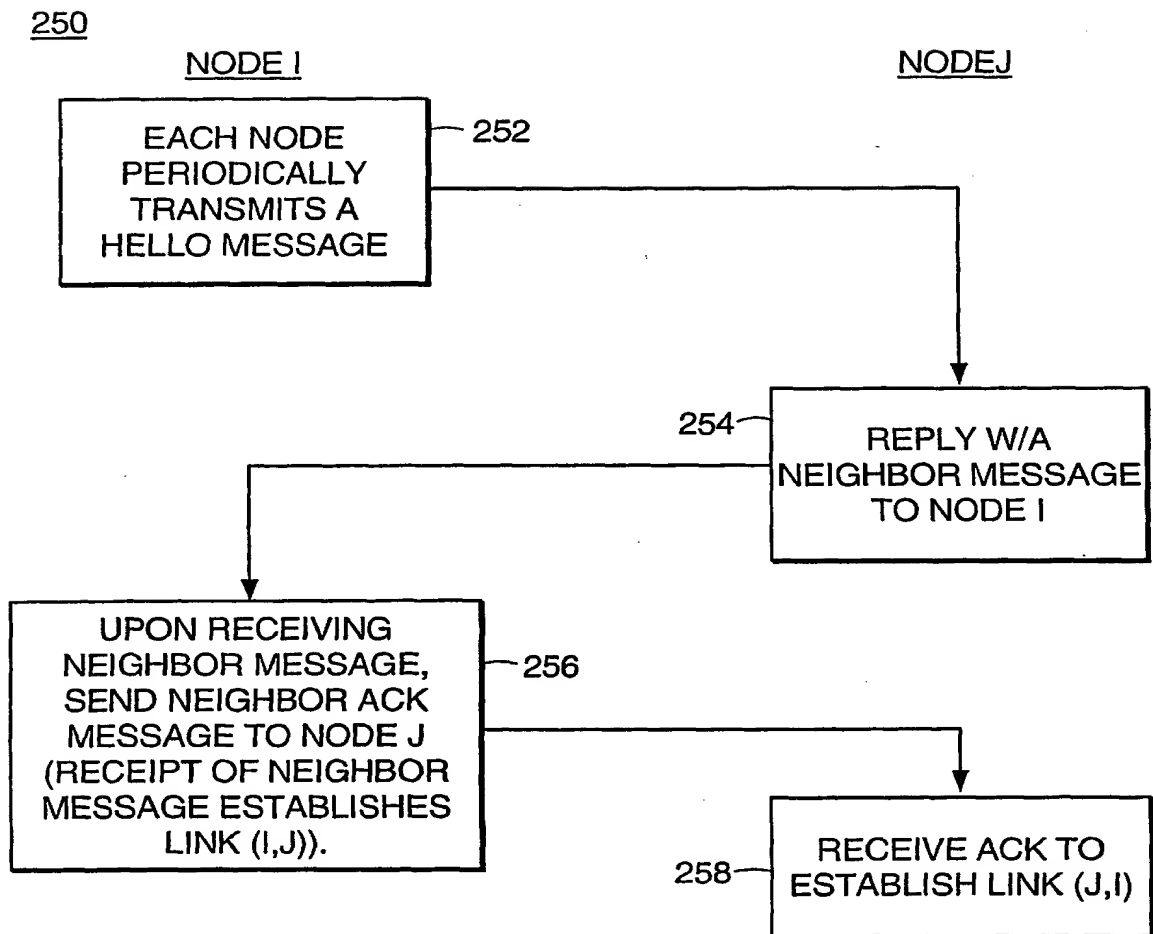 250
NODE I
NODEJ
EACH NODE
PERIODICALLY
TRANSMITS A
HELLO MESSAGE
252
254
REPLY W/A
NEIGHBOR MESSAGE
TO NODE I
UPON RECEIVING
NEIGHBOR MESSAGE,
SEND NEIGHBOR ACK
MESSAGE TO NODE J
(RECEIPT OF NEIGHBOR
MESSAGE ESTABLISHES
LINK (I,J)).
256
258
RECEIVE ACK TO
ESTABLISH LINK (J,I)